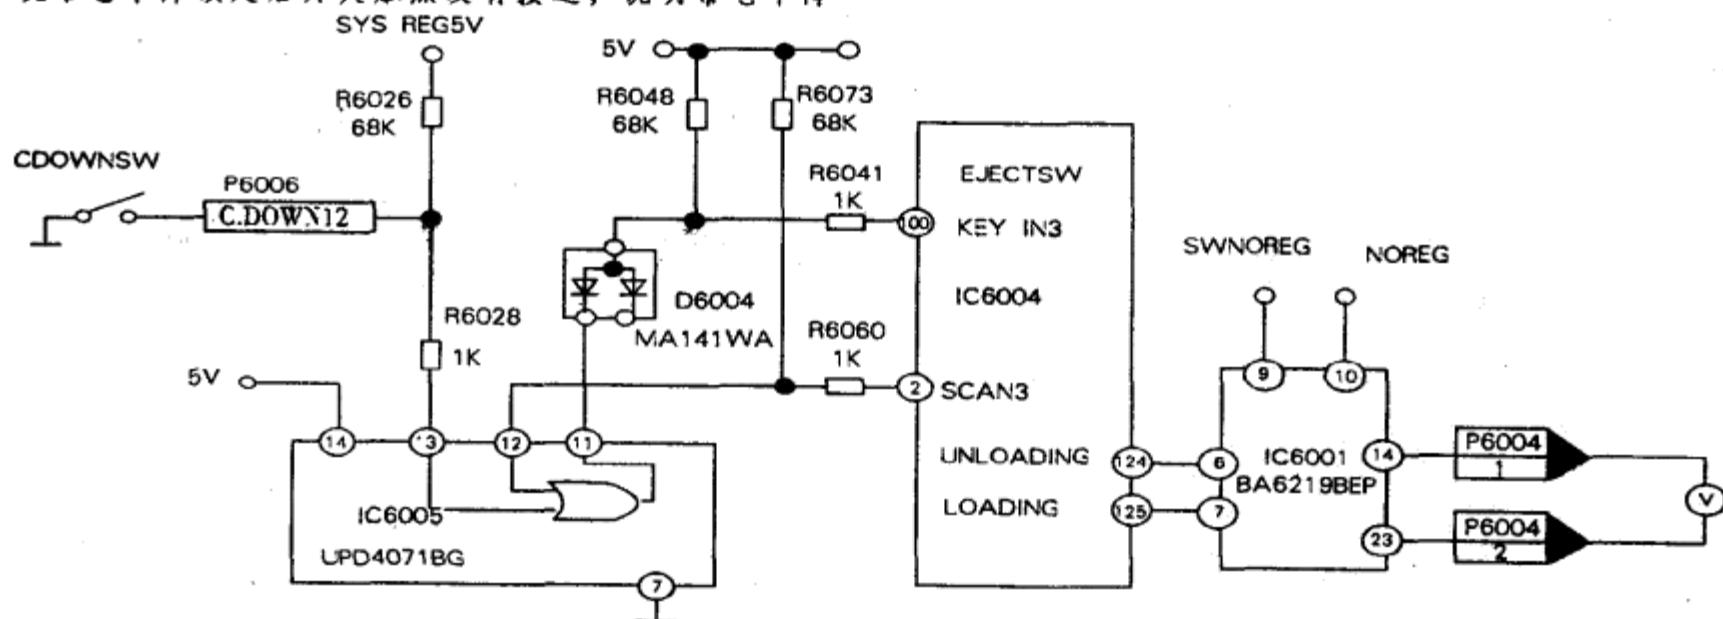 SYS REG5V
5V
R6026
68K
R6048
68K
R6073
68K
CDOWNSW
P6006
C.DOWN12
R6041
1K
EJECTSW
100
KEY IN3
SWNOREG
NOREG
IC6004
D6004
MA141WA
R6028
1K
R6060
1K
5V
2
SCAN3
9
10
14
13
12
11
UNLOADING
124
6
IC6001
BA6219BEP
14
P6004
1
LOADING
125
7
V
IC6005
23
P6004
2
UPD4071BG
7